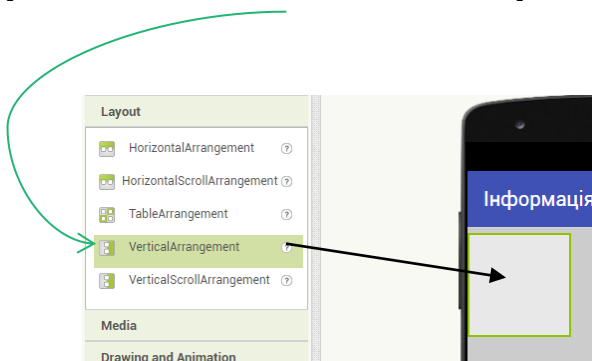 Layout
HorizontalArrangement ?
HorizontalScrollArrangement ?
TableArrangement ?
VerticalArrangement ?
VerticalScrollArrangement ?
Media
Drawing and Animation
Інформація